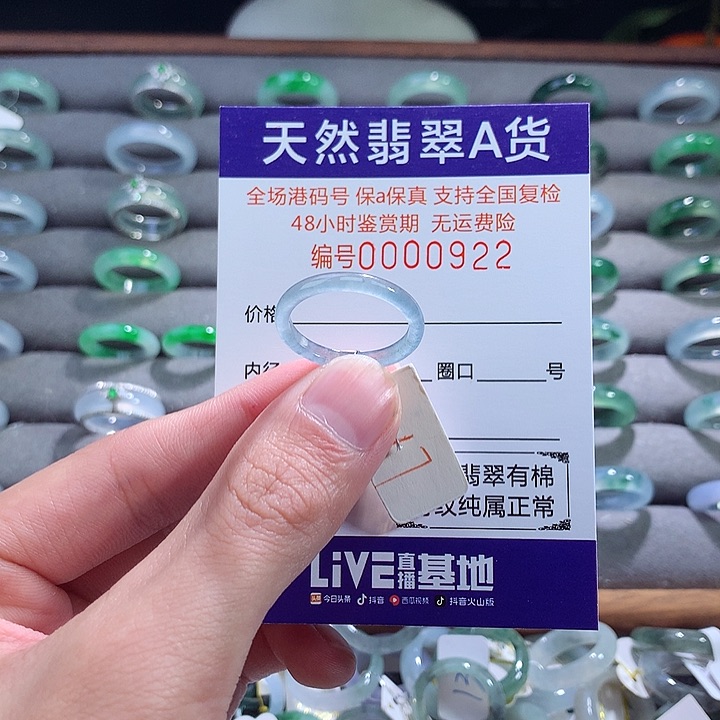 天然翡翠A货
全场港码号 保a保真 支持全国复检
48小时鉴赏期 无运费险
编号0000922
价格
内径 圈口 号
翡翠有棉
纹纯属正常
LiVE直播基地
头条 今日头条 抖音 西瓜视频 抖音火山版